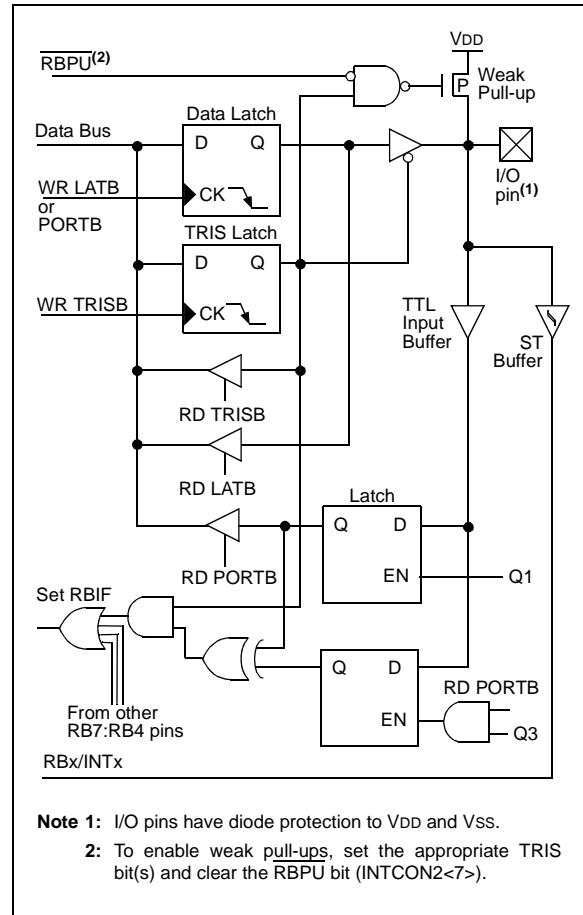 VDD
RBPU(2)
Weak
Pull-up
P
Data Latch
Data Bus
D Q
I/O
pin(1)
WR LATB
or
PORTB
CK
TRIS Latch
D Q
WR TRISB
CK
TTL
Input
Buffer
ST
Buffer
RD TRISB
RD LATB
Latch
Q D
RD PORTB
EN
Q1
Set RBIF
Q D
RD PORTB
EN
Q3
From other
RB7:RB4 pins
RBx/INTx
Note 1: I/O pins have diode protection to VDD and VSS.
2: To enable weak pull-ups, set the appropriate TRIS
bit(s) and clear the RBPU bit (INTCON2<7>).